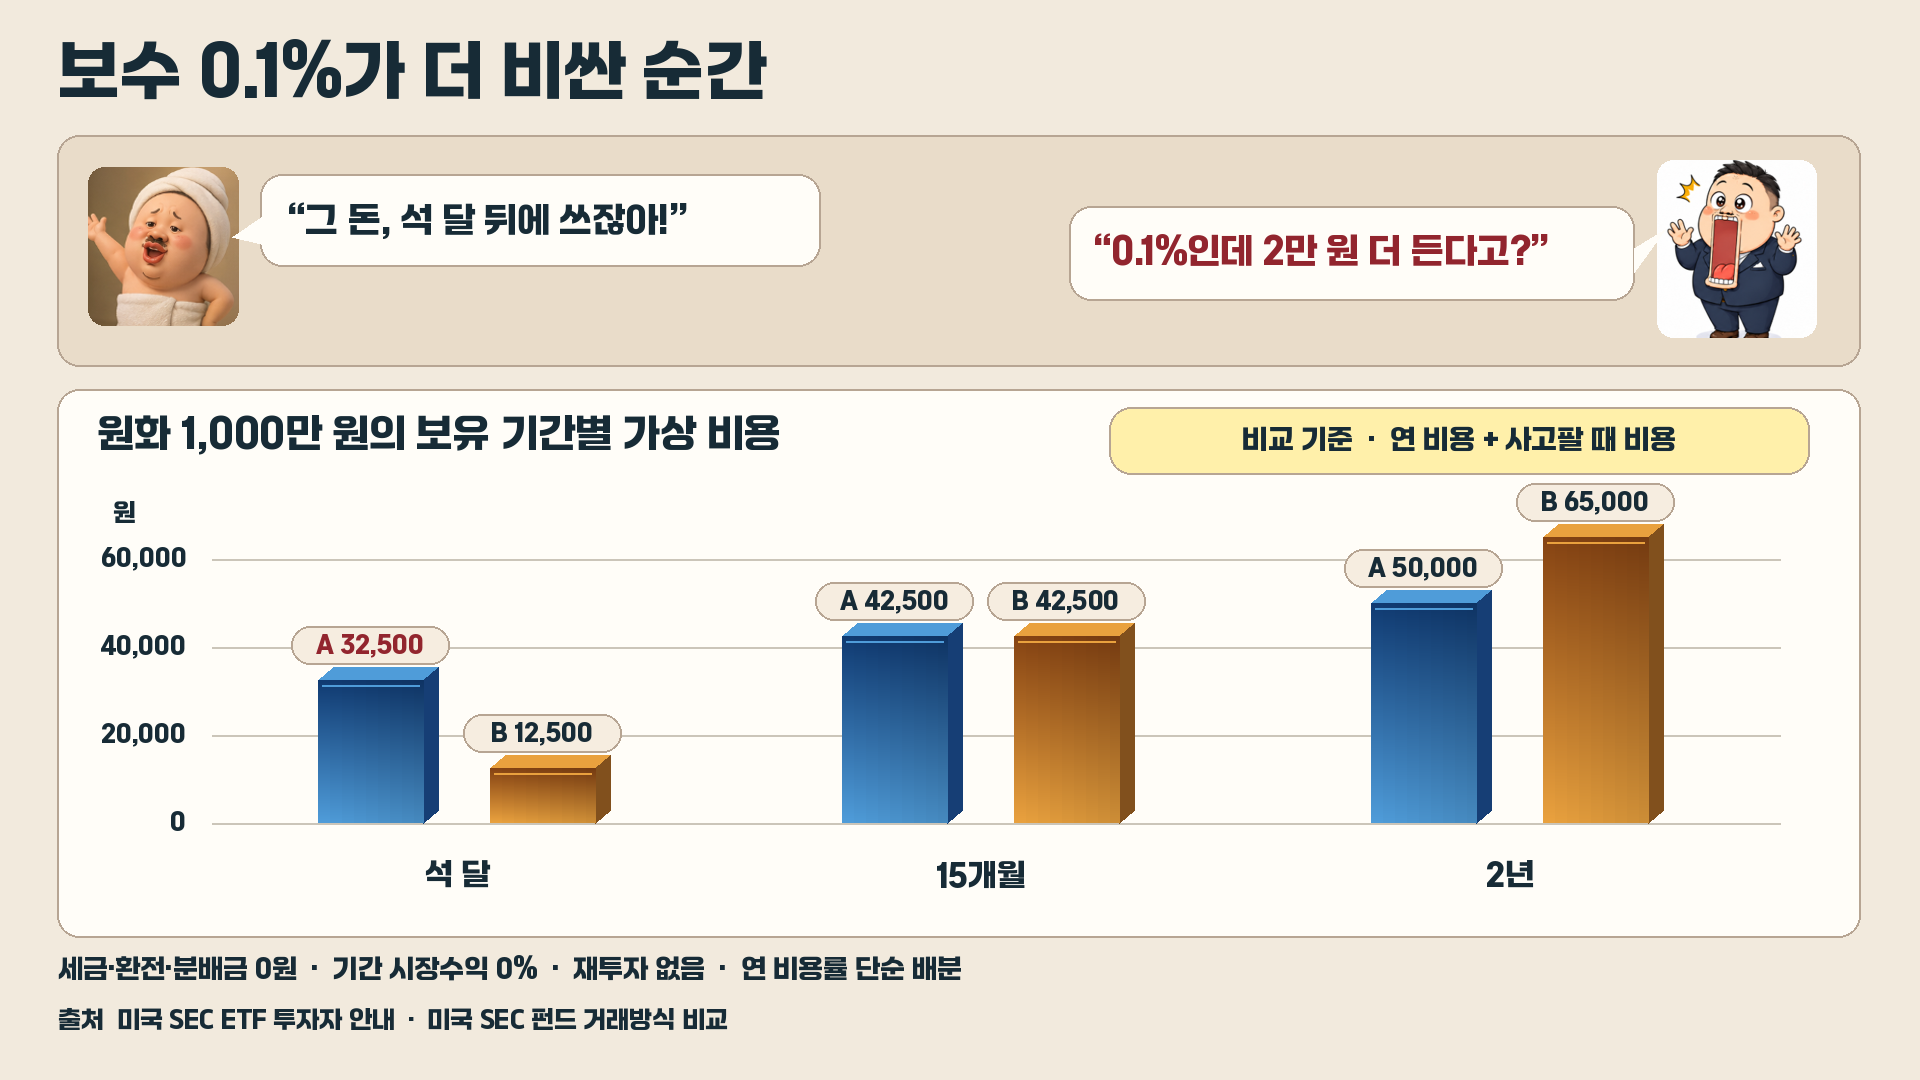 보수 0.1%가 더 비싼 순간
“그 돈, 석 달 뒤에 쓰잖아!”
“0.1%인데 2만 원 더 든다고?”
원화 1,000만 원의 보유 기간별 가상 비용
비교 기준 · 연 비용 + 사고팔 때 비용
원
60,000
40,000
20,000
0
A 32,500
B 12,500
A 42,500
B 42,500
A 50,000
B 65,000
석 달
15개월
2년
세금·환전·분배금 0원 · 기간 시장수익 0% · 재투자 없음 · 연 비용률 단순 배분
출처 미국 SEC ETF 투자자 안내 · 미국 SEC 펀드 거래방식 비교